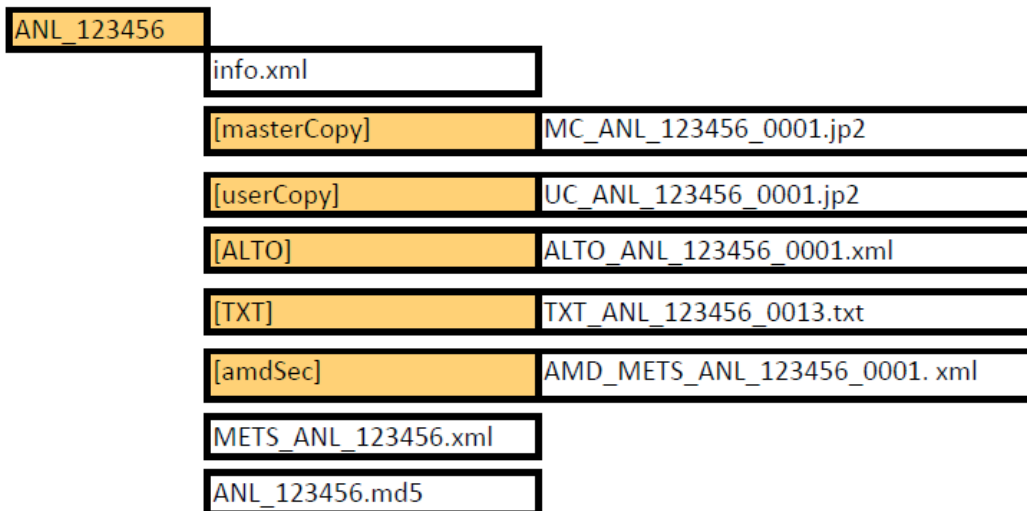 ANL_123456
info.xml
[masterCopy] MC_ANL_123456_0001.jp2
[userCopy] UC_ANL_123456_0001.jp2
[ALTO] ALTO_ANL_123456_0001.xml
[TXT] TXT_ANL_123456_0013.txt
[amdSec] AMD_METS_ANL_123456_0001. xml
METS_ANL_123456.xml
ANL_123456.md5